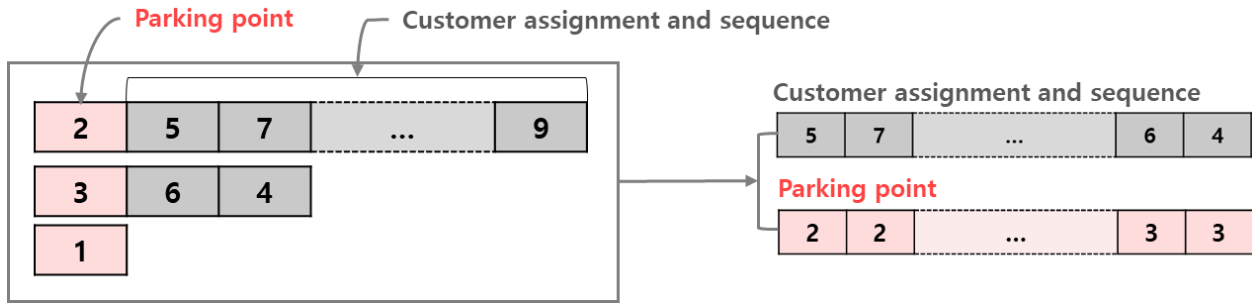 Parking point
Customer assignment and sequence
2 5 7 ... 9
3 6 4
1
Customer assignment and sequence
5 7 ... 6 4
Parking point
2 2 ... 3 3